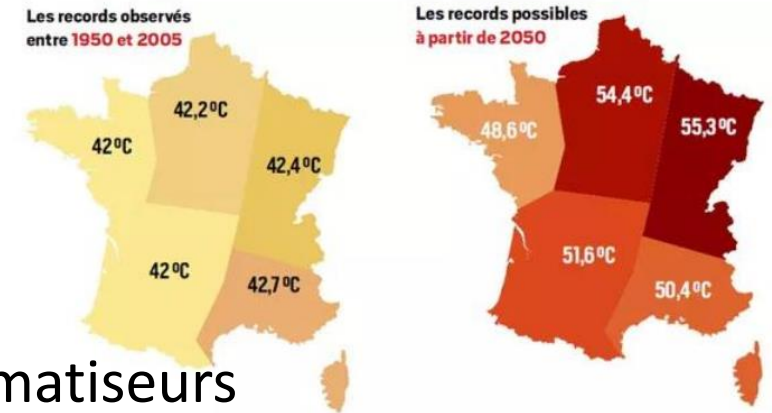 Les records observés
entre 1950 et 2005
42°C
42,2°C
42,4°C
42°C
42,7°C
Les records possibles
à partir de 2050
48,6°C
54,4°C
55,3°C
51,6°C
50,4°C
matiseurs